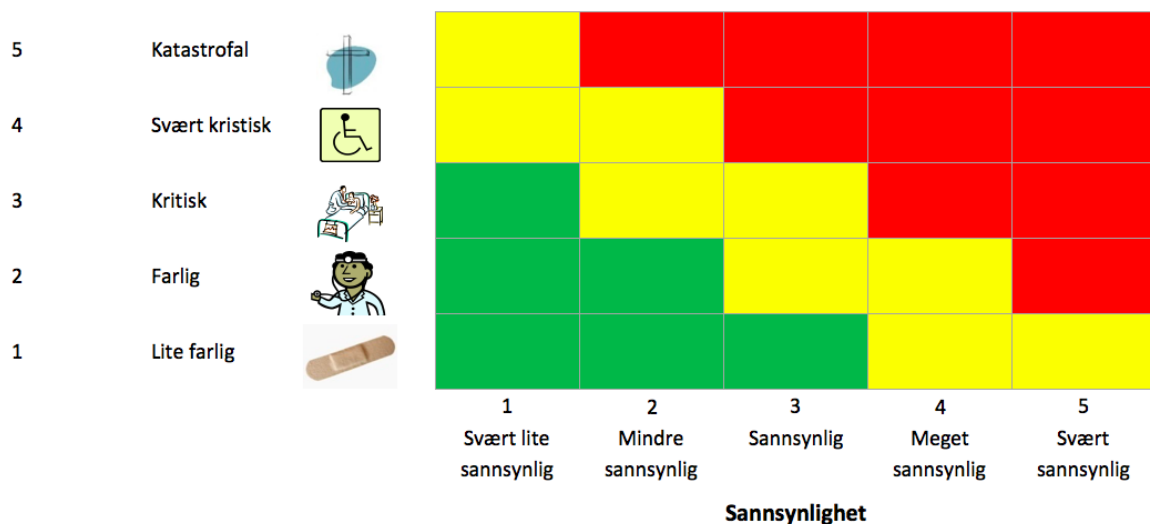 5 Katastrofal
4 Svært kristisk
3 Kritisk
2 Farlig
1 Lite farlig
1 2 3 4 5
Svært lite Mindre Sannsynlig Meget Svært
sannsynlig sannsynlig sannsynlig sannsynlig
Sannsynlighet